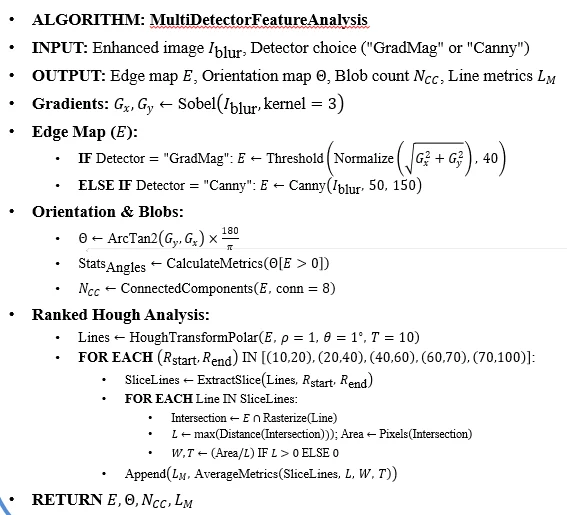 • ALGORITHM: MultiDetectorFeatureAnalysis
• INPUT: Enhanced image I_blur, Detector choice ("GradMag" or "Canny")
• OUTPUT: Edge map E, Orientation map Θ, Blob count N_CC, Line metrics L_M
• Gradients: G_x, G_y ← Sobel(I_blur, kernel = 3)
• Edge Map (E):
• IF Detector = "GradMag": E ← Threshold(Normalize(√(G_x^2 + G_y^2)), 40)
• ELSE IF Detector = "Canny": E ← Canny(I_blur, 50, 150)
• Orientation & Blobs:
• Θ ← ArcTan2(G_y, G_x) × 180/π
• Stats_Angles ← CalculateMetrics(Θ[E > 0])
• N_CC ← ConnectedComponents(E, conn = 8)
• Ranked Hough Analysis:
• Lines ← HoughTransformPolar(E, ρ = 1, θ = 1°, T = 10)
• FOR EACH (R_start, R_end) IN [(10,20), (20,40), (40,60), (60,70), (70,100)]:
• SliceLines ← ExtractSlice(Lines, R_start, R_end)
• FOR EACH Line IN SliceLines:
• Intersection ← E ∩ Rasterize(Line)
• L ← max(Distance(Intersection))); Area ← Pixels(Intersection)
• W, T ← (Area/L) IF L > 0 ELSE 0
• Append(L_M, AverageMetrics(SliceLines, L, W, T))
• RETURN E, Θ, N_CC, L_M